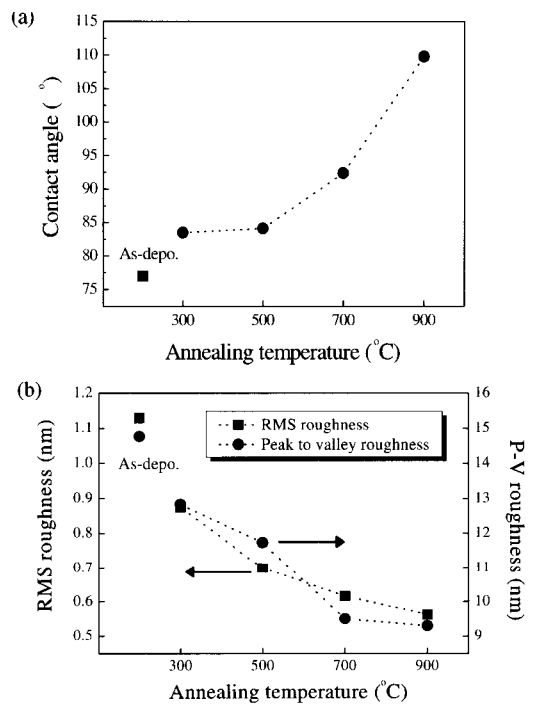 (a)
115
110
105
100
95
90
85
80
75
Contact angle ( °)
As-depo.
300 500 700 900
Annealing temperature (°C)
(b)
1.2
1.1
1.0
0.9
0.8
0.7
0.6
0.5
RMS roughness (nm)
RMS roughness
Peak to valley roughness
As-depo.
16
15
14
13
12
11
10
9
P-V roughness (nm)
300 500 700 900
Annealing temperature (°C)